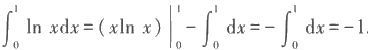 ∫₀¹ ln xdx=(xln x)|₀¹-∫₀¹ dx=-∫₀¹ dx=-1.